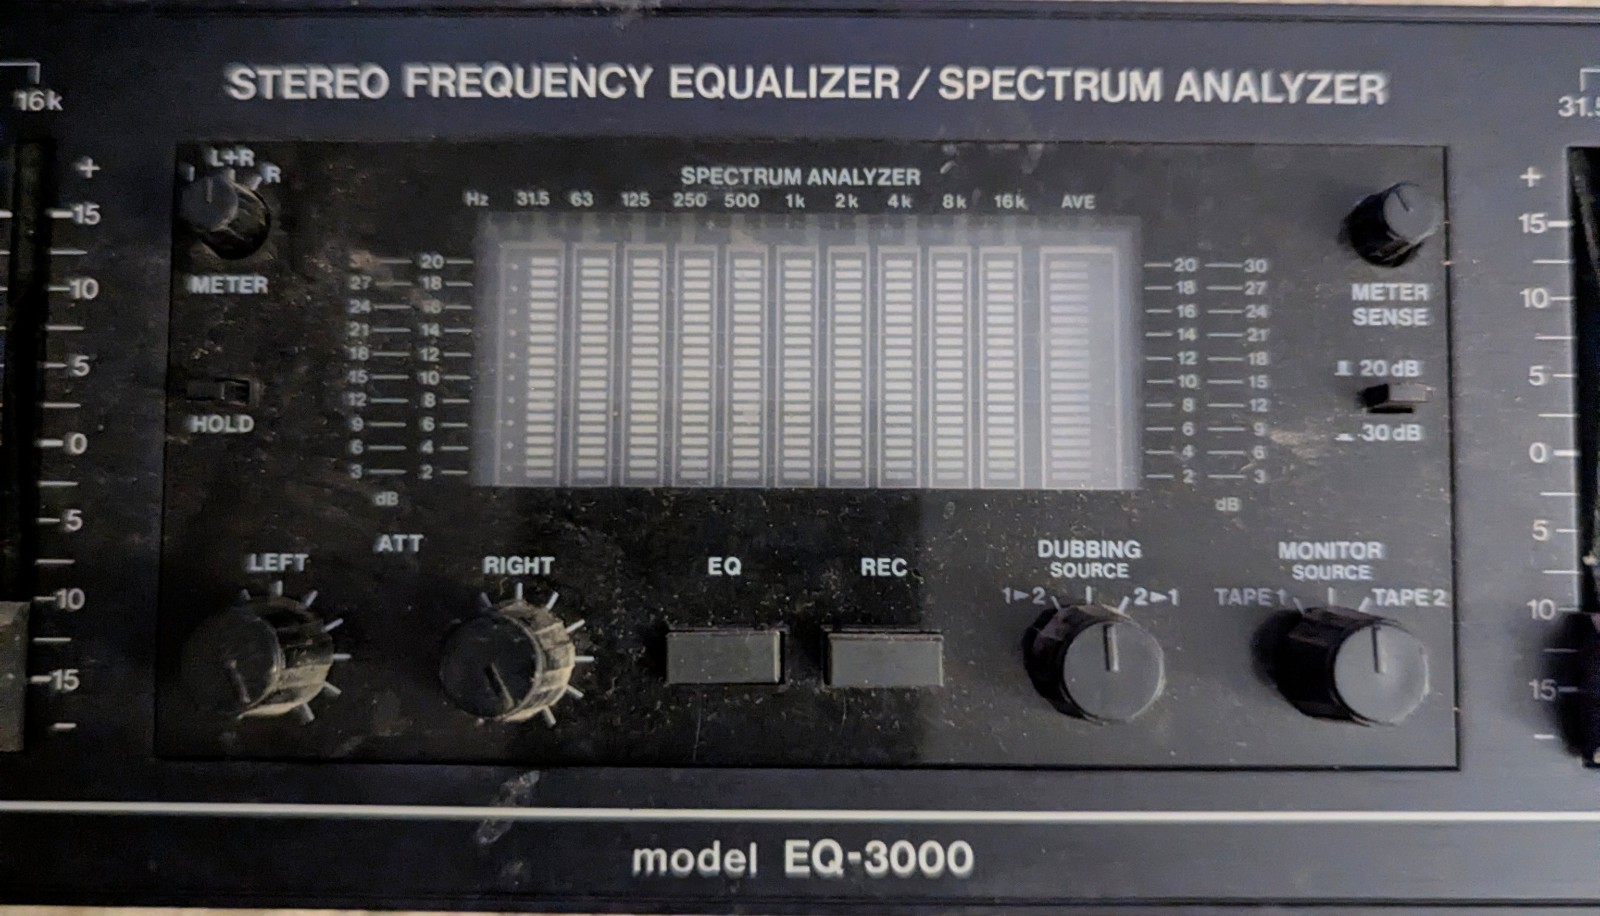 STEREO FREQUENCY EQUALIZER / SPECTRUM ANALYZER
16k
31.5
L+R
R
METER
HOLD
SPECTRUM ANALYZER
Hz 31.5 63 125 250 500 1k 2k 4k 8k 16k AVE
+
15
10
5
0
5
10
15
-
20
27 18
24 16
21 14
18 12
15 10
12 8
9 6
6 4
3 2
dB
20 30
18 27
16 24
14 21
12 18
10 15
8 12
6 9
4 6
2 3
dB
METER
SENSE
20 dB
30 dB
+
15
10
5
0
5
10
15
-
ATT
LEFT
RIGHT
EQ
REC
DUBBING
SOURCE
1►2 2►1
MONITOR
SOURCE
TAPE 1 TAPE 2
model EQ-3000